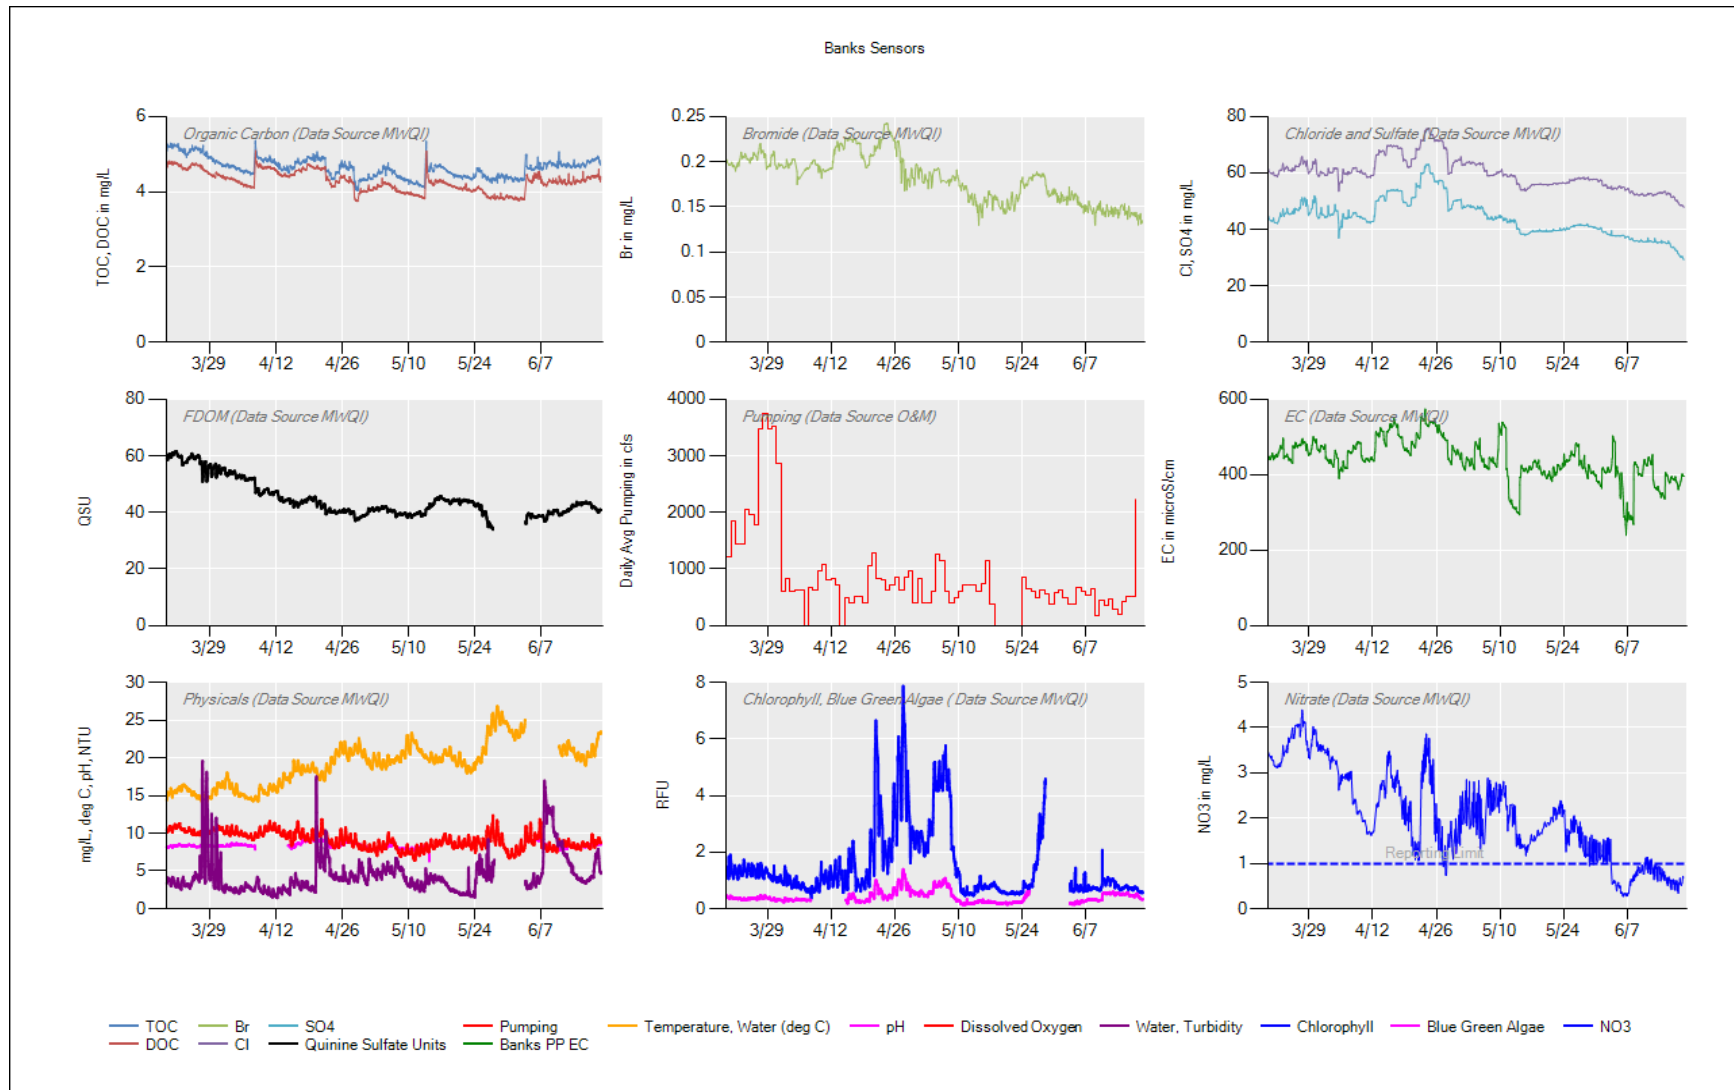 Banks Sensors
TOC, DOC in mg/L
6
4
2
0
Organic Carbon (Data Source MWQI)
3/29 4/12 4/26 5/10 5/24 6/7
Br in mg/L
0.25
0.2
0.15
0.1
0.05
0
Bromide (Data Source MWQI)
3/29 4/12 4/26 5/10 5/24 6/7
Cl, SO4 in mg/L
80
60
40
20
0
Chloride and Sulfate (Data Source MWQI)
3/29 4/12 4/26 5/10 5/24 6/7
QSU
80
60
40
20
0
FDOM (Data Source MWQI)
3/29 4/12 4/26 5/10 5/24 6/7
Daily Avg Pumping in cfs
4000
3000
2000
1000
0
Pumping (Data Source O&M)
3/29 4/12 4/26 5/10 5/24 6/7
EC in microS/cm
600
400
200
0
EC (Data Source MWQI)
3/29 4/12 4/26 5/10 5/24 6/7
mg/L, deg C, pH, NTU
30
25
20
15
10
5
0
Physicals (Data Source MWQI)
3/29 4/12 4/26 5/10 5/24 6/7
RFU
8
6
4
2
0
Chlorophyll, Blue Green Algae ( Data Source MWQI)
3/29 4/12 4/26 5/10 5/24 6/7
NO3 in mg/L
5
4
3
2
1
0
Nitrate (Data Source MWQI)
Reporting Limit
3/29 4/12 4/26 5/10 5/24 6/7
TOC Br SO4 Pumping Temperature, Water (deg C) pH Dissolved Oxygen Water, Turbidity Chlorophyll Blue Green Algae NO3
DOC Cl Quinine Sulfate Units Banks PP EC